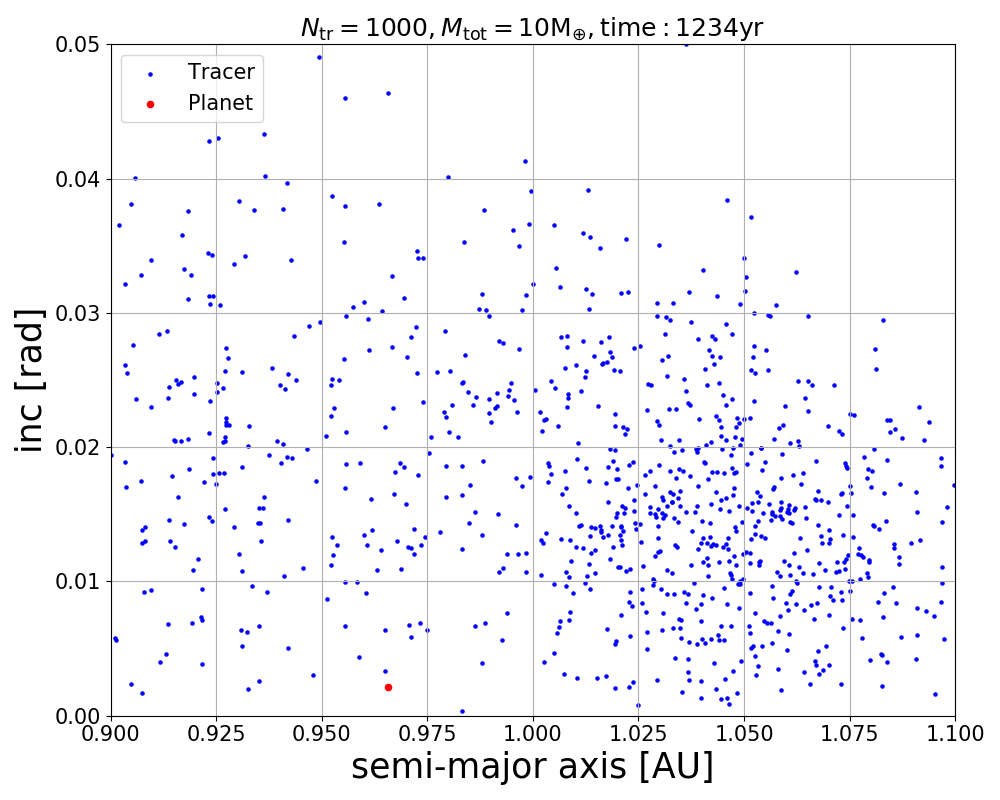 N_tr = 1000, M_tot = 10M_⊕, time : 1234yr
Tracer
Planet
inc [rad]
0.05
0.04
0.03
0.02
0.01
0.00
0.900 0.925 0.950 0.975 1.000 1.025 1.050 1.075 1.100
semi-major axis [AU]